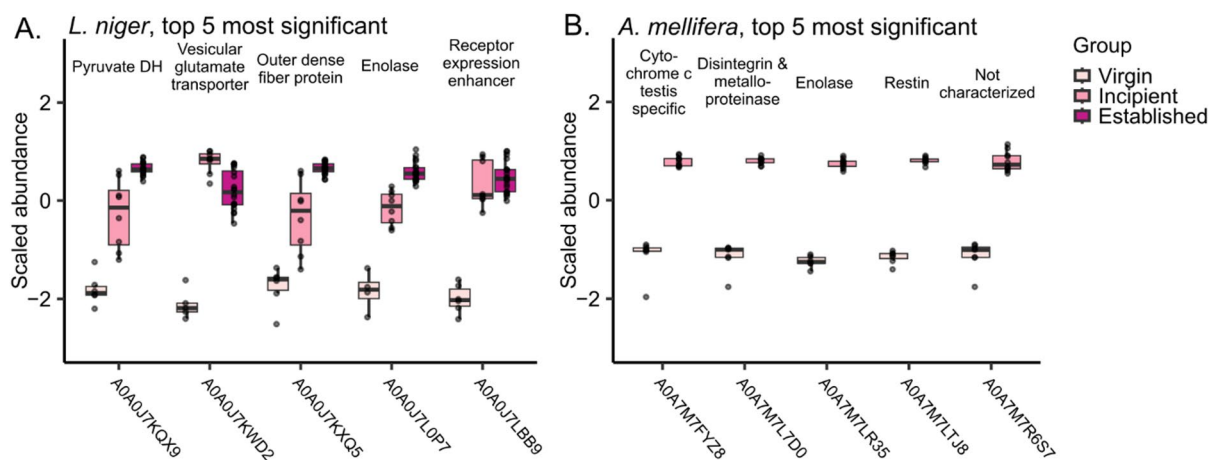 A. L. niger, top 5 most significant
Pyruvate DH
Vesicular
glutamate
transporter
Outer dense
fiber protein
Enolase
Receptor
expression
enhancer
Scaled abundance
2
0
−2
A0A0J7KQX9
A0A0J7KWD2
A0A0J7KXQ5
A0A0J7L0P7
A0A0J7LBB9
B. A. mellifera, top 5 most significant
Cyto-
chrome c
testis
specific
Disintegrin &
metallo-
proteinase
Enolase
Restin
Not
characterized
Scaled abundance
2
0
−2
A0A7M7FYZ8
A0A7M7L7D0
A0A7M7LR35
A0A7M7LTJ8
A0A7M7R6S7
Group
Virgin
Incipient
Established